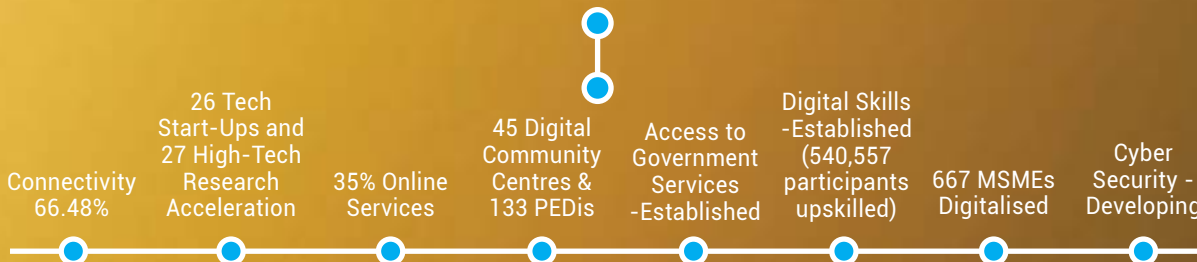 Connectivity
66.48%
26 Tech
Start-Ups and
27 High-Tech
Research
Acceleration
35% Online
Services
45 Digital
Community
Centres &
133 PEDis
Access to
Government
Services
-Established
Digital Skills
-Established
(540,557
participants
upskilled)
667 MSMEs
Digitalised
Cyber
Security -
Developing